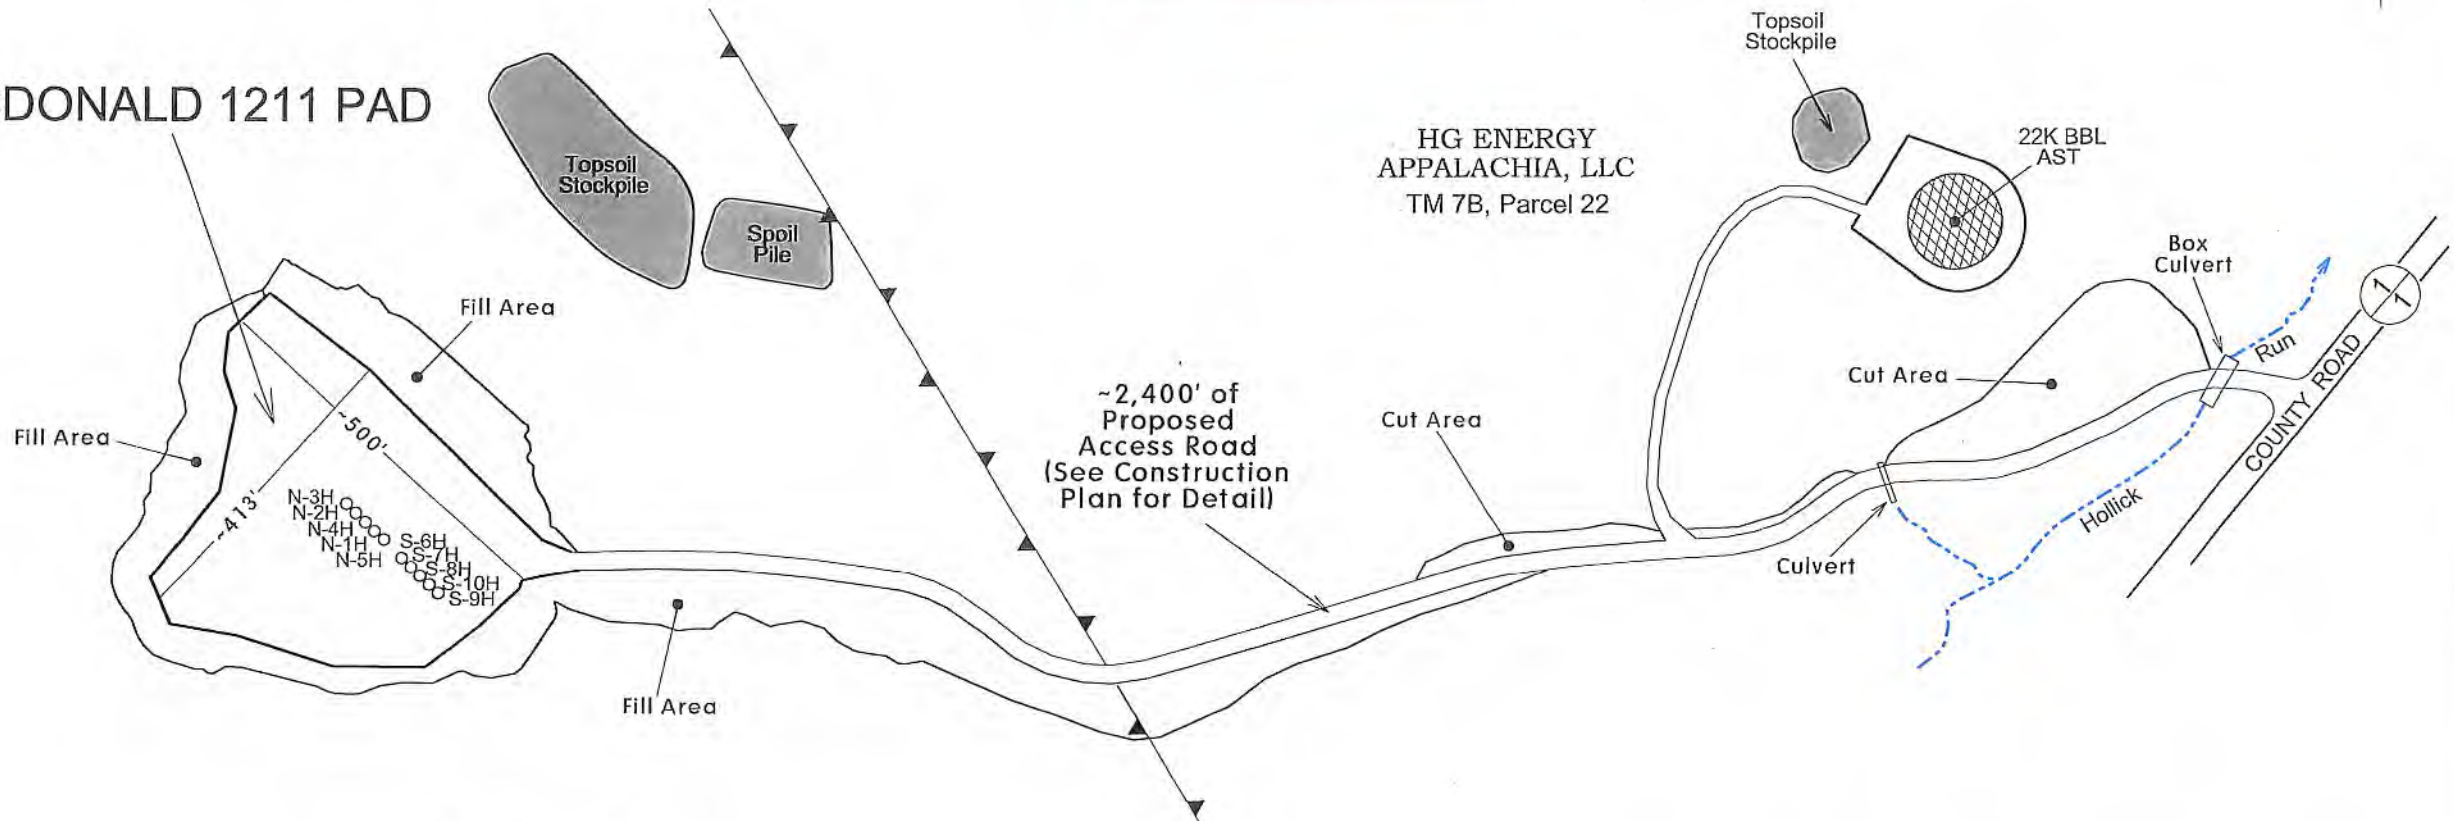 Topsoil
Stockpile
DONALD 1211 PAD
HG ENERGY
APPALACHIA, LLC
TM 7B, Parcel 22
22K BBL
AST
Topsoil
Stockpile
Spoil
Pile
Box
Culvert
Fill Area
1
1
Run
COUNTY ROAD
Cut Area
~2,400' of
Proposed
Access Road
(See Construction
Plan for Detail)
Cut Area
Fill Area
~500'
~413'
N-3H
N-2H
N-4H
N-1H
N-5H
S-6H
S-7H
S-8H
S-10H
S-9H
Hollick
Culvert
Fill Area